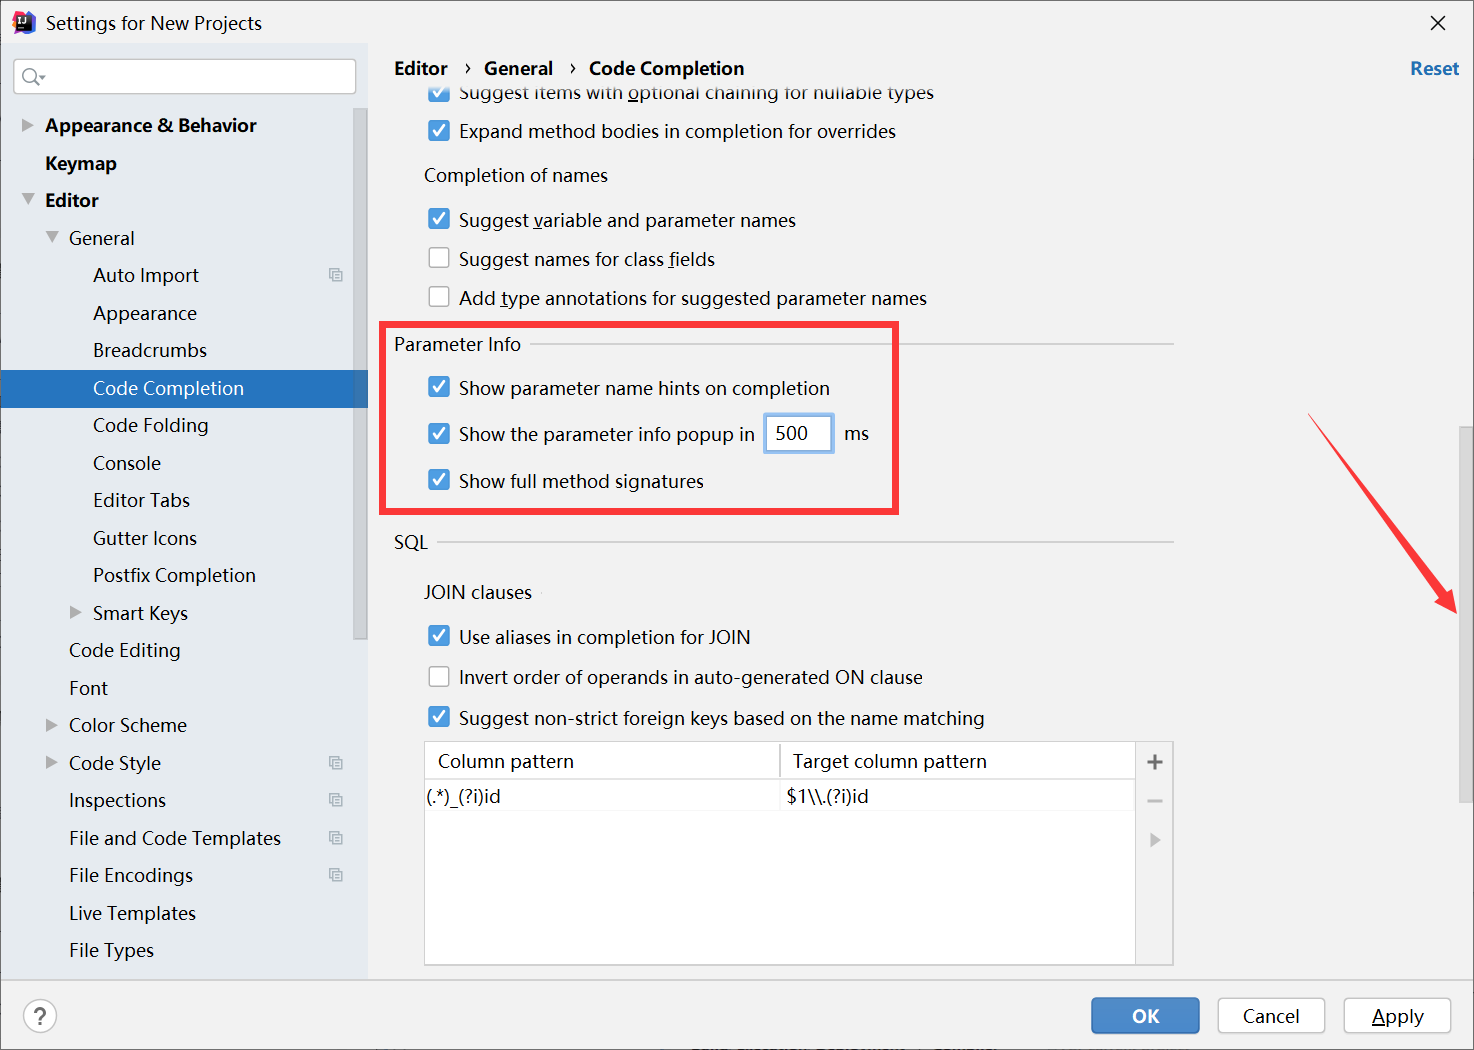 Settings for New Projects
Editor › General › Code Completion
Reset
Appearance & Behavior
Keymap
Editor
General
Auto Import
Appearance
Breadcrumbs
Code Completion
Code Folding
Console
Editor Tabs
Gutter Icons
Postfix Completion
Smart Keys
Code Editing
Font
Color Scheme
Code Style
Inspections
File and Code Templates
File Encodings
Live Templates
File Types
Suggest items with optional chaining for nullable types
Expand method bodies in completion for overrides
Completion of names
Suggest variable and parameter names
Suggest names for class fields
Add type annotations for suggested parameter names
Parameter Info
Show parameter name hints on completion
Show the parameter info popup in 500 ms
Show full method signatures
SQL
JOIN clauses
Use aliases in completion for JOIN
Invert order of operands in auto-generated ON clause
Suggest non-strict foreign keys based on the name matching
Column pattern Target column pattern
(.*)_(?i)id $1\\.(?i)id
? OK Cancel Apply